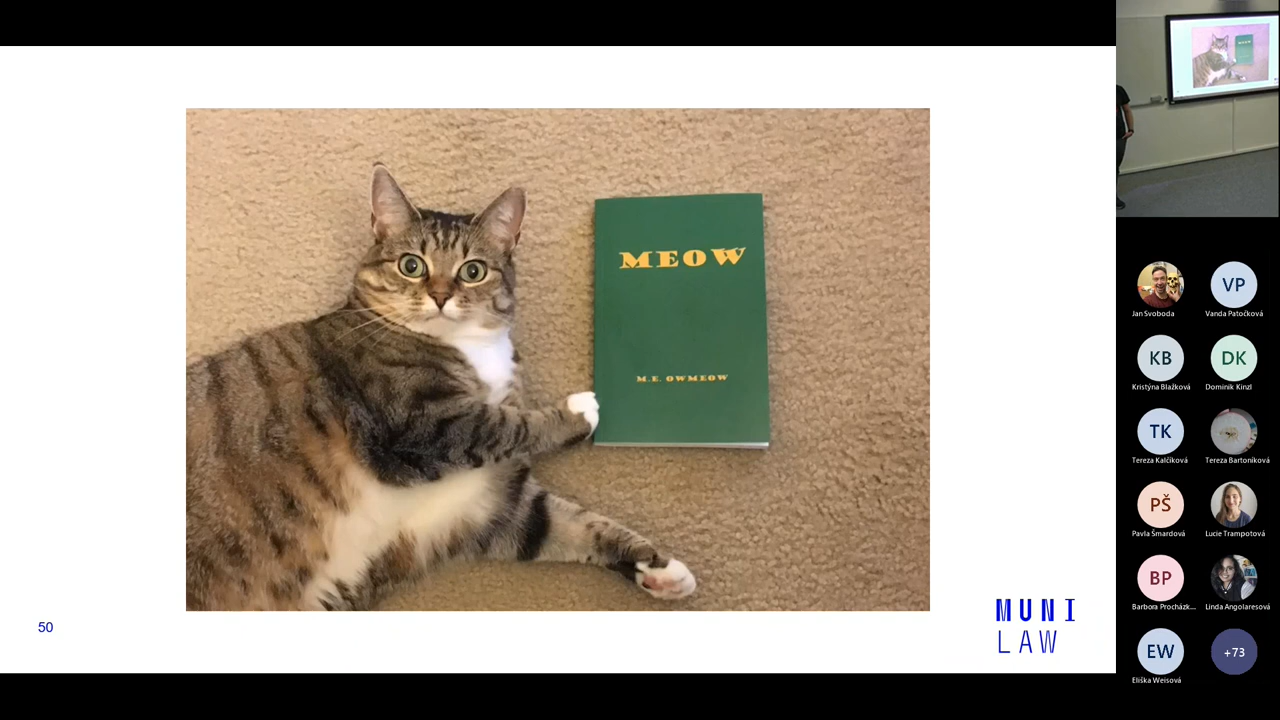 MEOW
M.E. OWMEOW
50
MUNI
LAW
Jan Svoboda
VP
Vanda Patočková
KB
Kristýna Blažková
DK
Dominik Kinzl
TK
Tereza Kalčíková
Tereza Bartoníková
PŠ
Pavla Šmardová
Lucie Trampotová
BP
Barbora Procházk...
Linda Angolaresová
EW
Eliška Weisová
+73